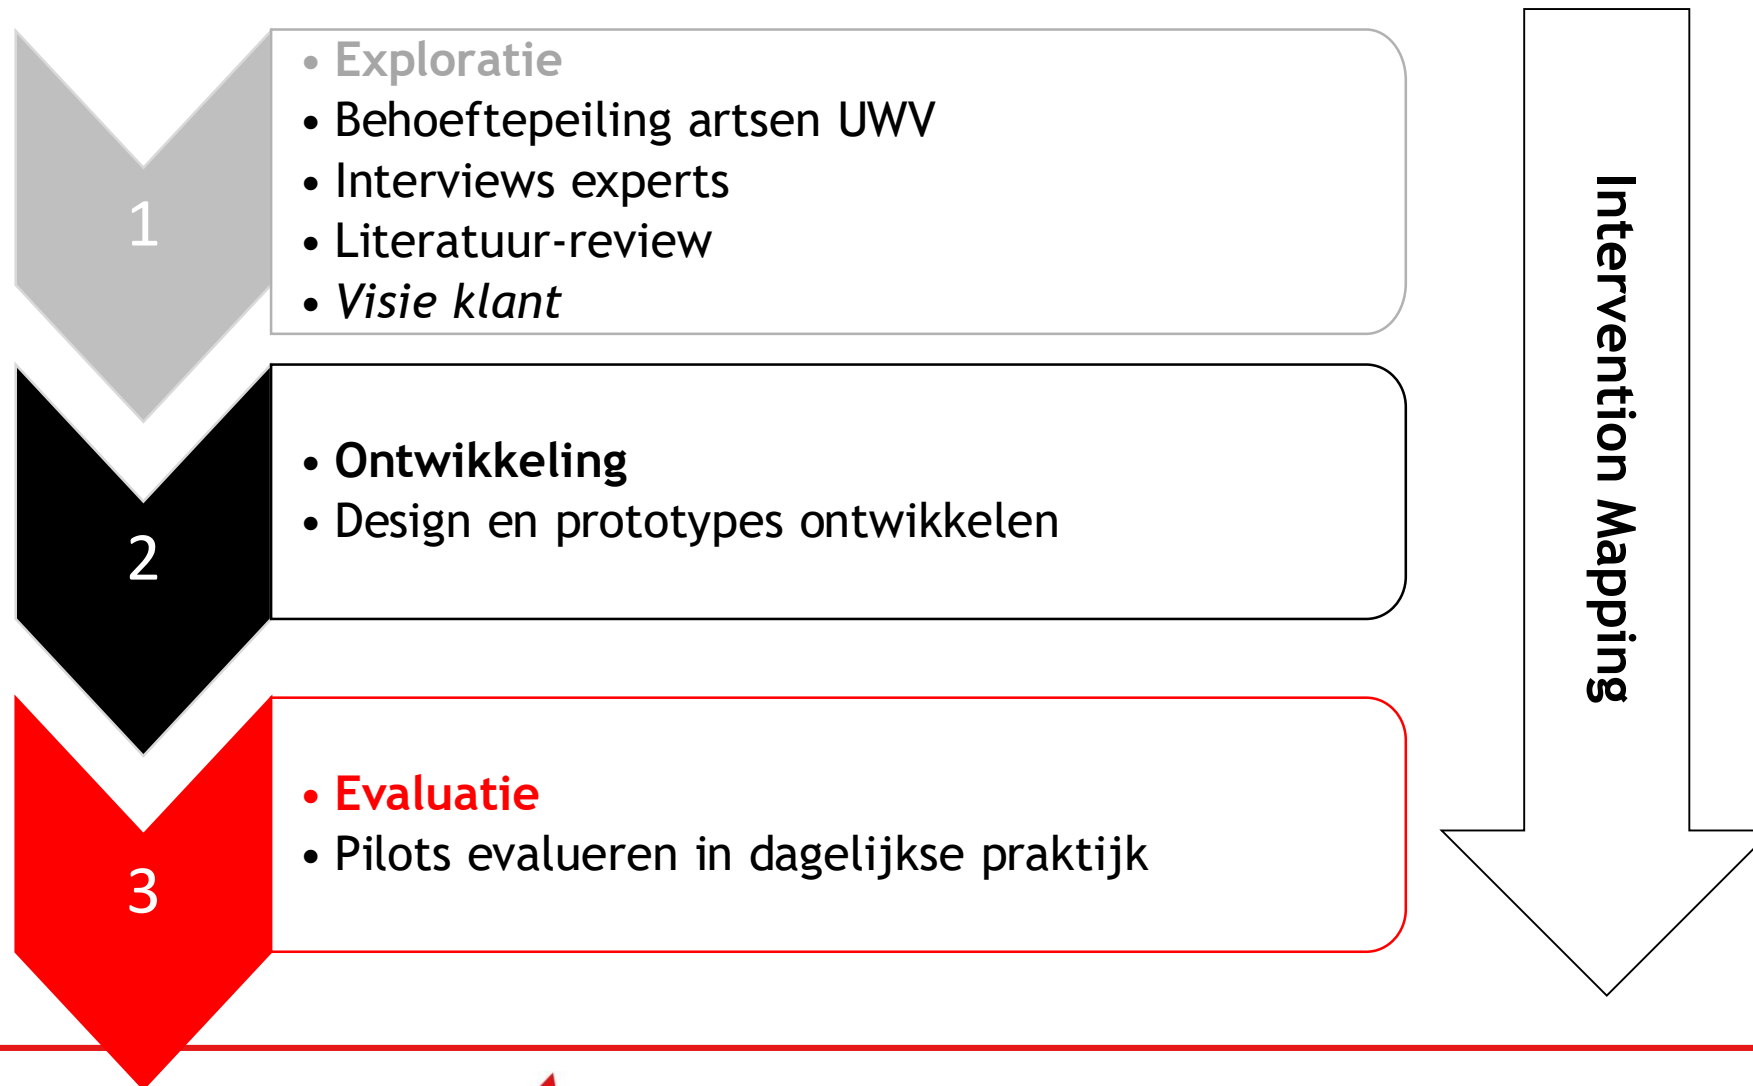 1
• Exploratie
• Behoeftepeiling artsen UWV
• Interviews experts
• Literatuur-review
• Visie klant
2
• Ontwikkeling
• Design en prototypes ontwikkelen
3
• Evaluatie
• Pilots evalueren in dagelijkse praktijk
Intervention Mapping